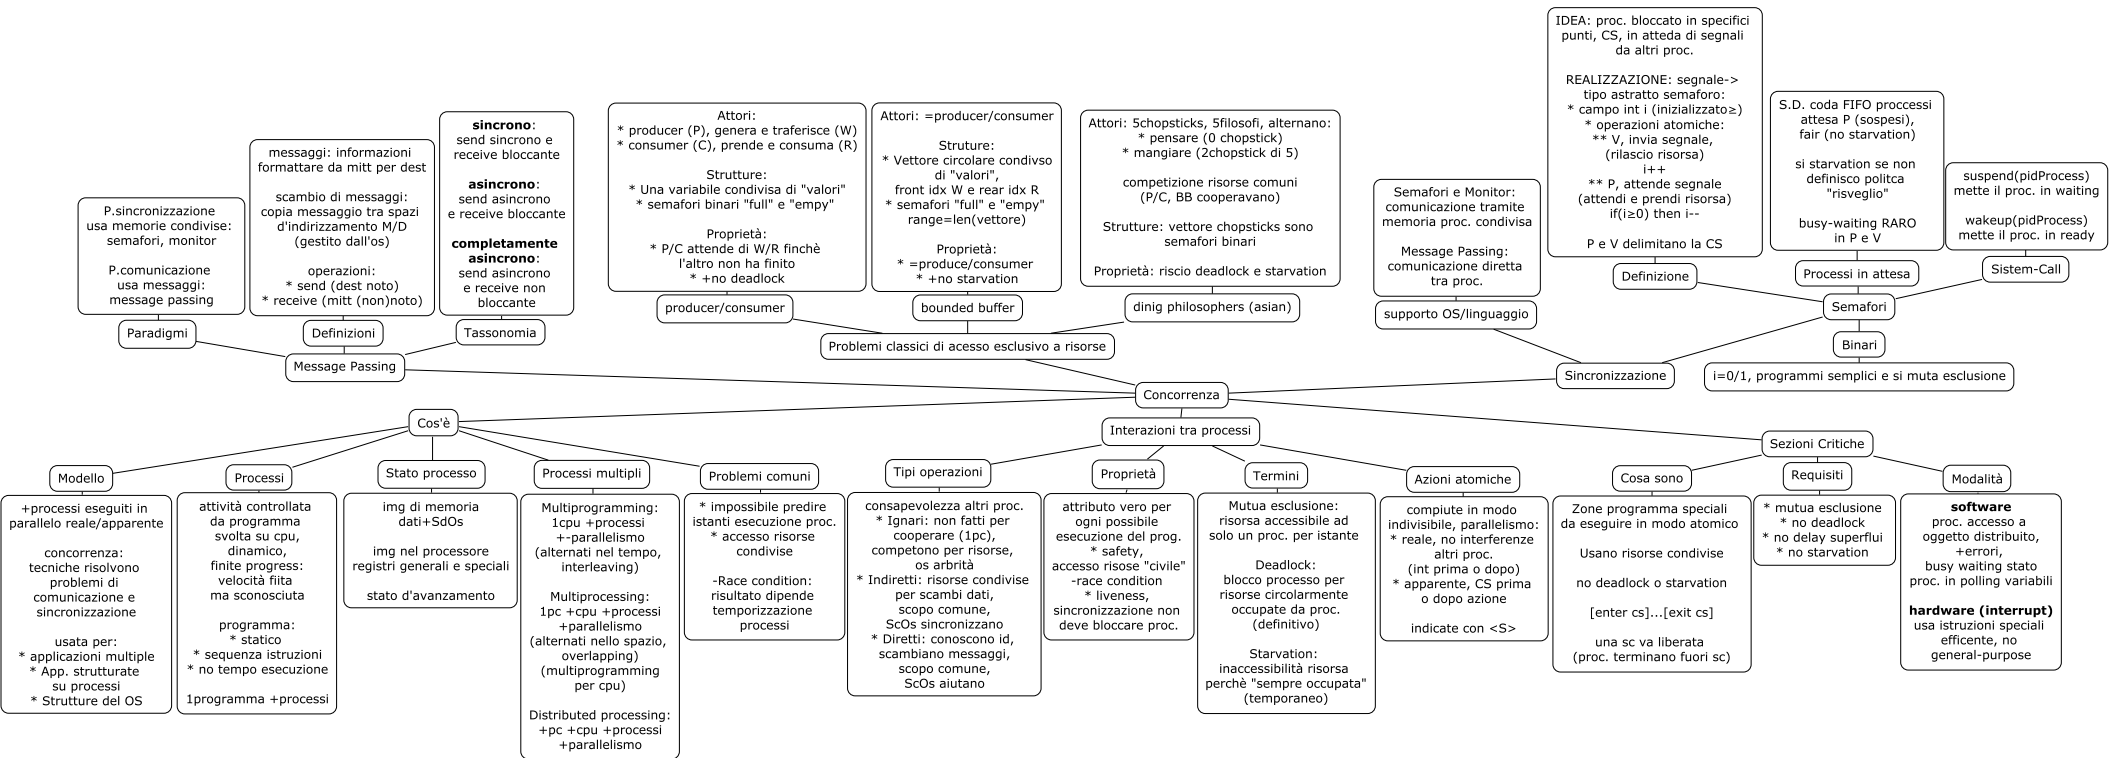 P.sincronizzazione
usa memorie condivise:
semafori, monitor
P.comunicazione
usa messaggi:
message passing
Paradigmi
messaggi: informazioni
formattare da mitt per dest
scambio di messaggi:
copia messaggio tra spazi
d'indirizzamento M/D
(gestito dall'os)
operazioni:
* send (dest noto)
* receive (mitt (non)noto)
Definizioni
sincrono:
send sincrono e
receive bloccante
asincrono:
send asincrono
e receive bloccante
completamente
asincrono:
send asincrono
e receive non
bloccante
Tassonomia
Message Passing
Attori:
* producer (P), genera e traferisce (W)
* consumer (C), prende e consuma (R)
Strutture:
* Una variabile condivisa di "valori"
* semafori binari "full" e "empy"
Proprietà:
* P/C attende di W/R finchè
l'altro non ha finito
* +no deadlock
producer/consumer
Attori: =producer/consumer
Struture:
* Vettore circolare condivso
di "valori",
front idx W e rear idx R
* semafori "full" e "empy"
range=len(vettore)
Proprietà:
* =produce/consumer
* +no starvation
bounded buffer
Attori: 5chopsticks, 5filosofi, alternano:
* pensare (0 chopstick)
* mangiare (2chopstick di 5)
competizione risorse comuni
(P/C, BB cooperavano)
Strutture: vettore chopsticks sono
semafori binari
Proprietà: riscio deadlock e starvation
dinig philosophers (asian)
Problemi classici di acesso esclusivo a risorse
Semafori e Monitor:
comunicazione tramite
memoria proc. condivisa
Message Passing:
comunicazione diretta
tra proc.
supporto OS/linguaggio
IDEA: proc. bloccato in specifici
punti, CS, in atteda di segnali
da altri proc.
REALIZZAZIONE: segnale->
tipo astratto semaforo:
* campo int i (inizializzato≥)
* operazioni atomiche:
** V, invia segnale,
(rilascio risorsa)
i++
** P, attende segnale
(attendi e prendi risorsa)
if(i≥0) then i--
P e V delimitano la CS
Definizione
S.D. coda FIFO proccessi
attesa P (sospesi),
fair (no starvation)
si starvation se non
definisco politca
"risveglio"
busy-waiting RARO
in P e V
Processi in attesa
suspend(pidProcess)
mette il proc. in waiting
wakeup(pidProcess)
mette il proc. in ready
Sistem-Call
Semafori
Binari
i=0/1, programmi semplici e si muta esclusione
Sincronizzazione
Concorrenza
Cos'è
Modello
+processi eseguiti in
parallelo reale/apparente
concorrenza:
tecniche risolvono
problemi di
comunicazione e
sincronizzazione
usata per:
* applicazioni multiple
* App. strutturate
su processi
* Strutture del OS
Processi
attività controllata
da programma
svolta su cpu,
dinamico,
finite progress:
velocità fiita
ma sconosciuta
programma:
* statico
* sequenza istruzioni
* no tempo esecuzione
1programma +processi
Stato processo
img di memoria
dati+SdOs
img nel processore
registri generali e speciali
stato d'avanzamento
Processi multipli
Multiprogramming:
1cpu +processi
+-parallelismo
(alternati nel tempo,
interleaving)
Multiprocessing:
1pc +cpu +processi
+parallelismo
(alternati nello spazio,
overlapping)
(multiprogramming
per cpu)
Distributed processing:
+pc +cpu +processi
+parallelismo
Problemi comuni
* impossibile predire
istanti esecuzione proc.
* accesso risorse
condivise
-Race condition:
risultato dipende
temporizzazione
processi
Interazioni tra processi
Tipi operazioni
consapevolezza altri proc.
* Ignari: non fatti per
cooperare (1pc),
competono per risorse,
os arbrità
* Indiretti: risorse condivise
per scambi dati,
scopo comune,
ScOs sincronizzano
* Diretti: conoscono id,
scambiano messaggi,
scopo comune,
ScOs aiutano
Proprietà
attributo vero per
ogni possibile
esecuzione del prog.
* safety,
accesso risose "civile"
-race condition
* liveness,
sincronizzazione non
deve bloccare proc.
Termini
Mutua esclusione:
risorsa accessibile ad
solo un proc. per istante
Deadlock:
blocco processo per
risorse circolarmente
occupate da proc.
(definitivo)
Starvation:
inaccessibilità risorsa
perchè "sempre occupata"
(temporaneo)
Azioni atomiche
compiute in modo
indivisibile, parallelismo:
* reale, no interferenze
altri proc.
(int prima o dopo)
* apparente, CS prima
o dopo azione
indicate con <S>
Sezioni Critiche
Cosa sono
Zone programma speciali
da eseguire in modo atomico
Usano risorse condivise
no deadlock o starvation
[enter cs]...[exit cs]
una sc va liberata
(proc. terminano fuori sc)
Requisiti
* mutua esclusione
* no deadlock
* no delay superflui
* no starvation
Modalità
software
proc. accesso a
oggetto distribuito,
+errori,
busy waiting stato
proc. in polling variabili
hardware (interrupt)
usa istruzioni speciali
efficente, no
general-purpose